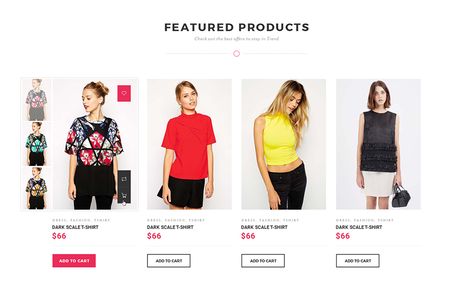 FEATURED PRODUCTS
Check out the best offers to stay in Trend
DRESS, FASHION, TSHIRT
DARK SCALE T-SHIRT
$66
ADD TO CART
DRESS, FASHION, TSHIRT
DARK SCALE T-SHIRT
$66
ADD TO CART
DRESS, FASHION, TSHIRT
DARK SCALE T-SHIRT
$66
ADD TO CART
DRESS, FASHION, TSHIRT
DARK SCALE T-SHIRT
$66
ADD TO CART